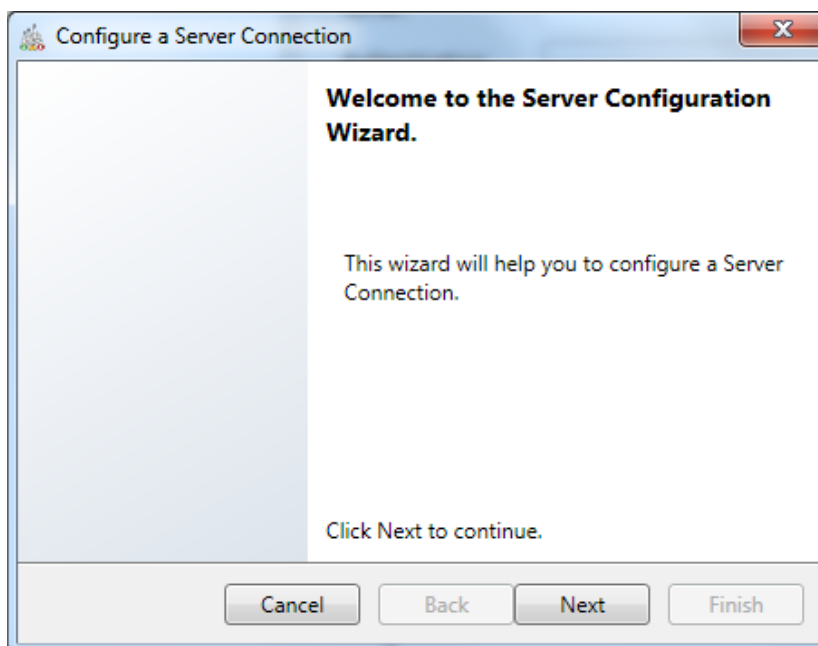 Configure a Server Connection
Welcome to the Server Configuration
Wizard.
This wizard will help you to configure a Server
Connection.
Click Next to continue.
Cancel
Back
Next
Finish